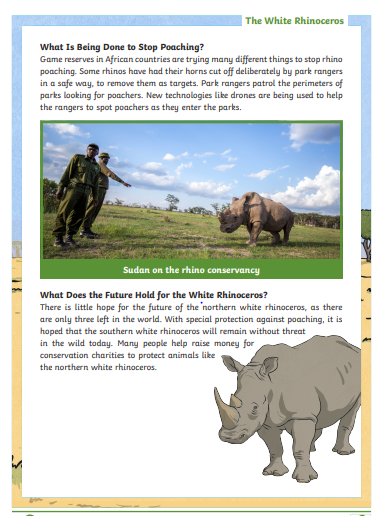 The White Rhinoceros
What Is Being Done to Stop Poaching?
Game reserves in African countries are trying many different things to stop rhino
poaching. Some rhinos have had their horns cut off deliberately by park rangers
in a safe way, to remove them as targets. Park rangers patrol the perimeters of
parks looking for poachers. New technologies like drones are being used to help
the rangers to spot poachers as they enter the parks.
Sudan on the rhino conservancy
What Does the Future Hold for the White Rhinoceros?
There is little hope for the future of the northern white rhinoceros, as there
are only three left in the world. With special protection against poaching, it is
hoped that the southern white rhinoceros will remain without threat
in the wild today. Many people help raise money for
conservation charities to protect animals like
the northern white rhinoceros.